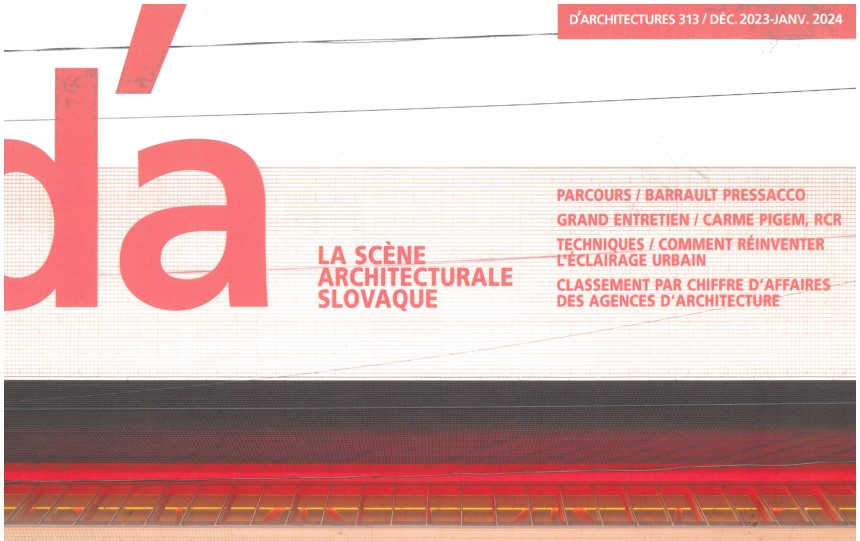 D'ARCHITECTURES 313 / DÉC. 2023-JANV. 2024
d'a
LA SCÈNE
ARCHITECTURALE
SLOVAQUE
PARCOURS / BARRAULT PRESSACCO
GRAND ENTRETIEN / CARME PIGEM, RCR
TECHNIQUES / COMMENT RÉINVENTER
L'ÉCLAIRAGE URBAIN
CLASSEMENT PAR CHIFFRE D'AFFAIRES
DES AGENCES D'ARCHITECTURE